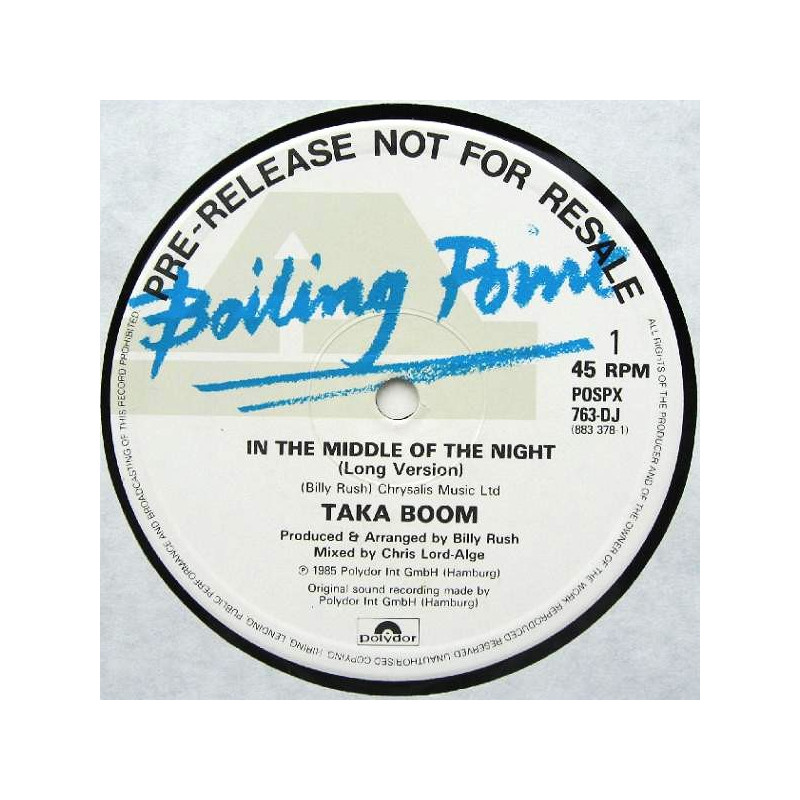 PRE-RELEASE NOT FOR RESALE
Boiling Point
1
45 RPM
POSPX
763-DJ
(883 378-1)
IN THE MIDDLE OF THE NIGHT
(Long Version)
(Billy Rush) Chrysalis Music Ltd
TAKA BOOM
Produced & Arranged by Billy Rush
Mixed by Chris Lord-Alge
℗ 1985 Polydor Int GmbH (Hamburg)
Original sound recording made by
Polydor Int GmbH (Hamburg)
polydor
ALL RIGHTS OF THE PRODUCER AND OF THE OWNER OF THE WORK REPRODUCED RESERVED. UNAUTHORISED COPYING, HIRING, LENDING, PUBLIC PERFORMANCE AND BROADCASTING OF THIS RECORD PROHIBITED